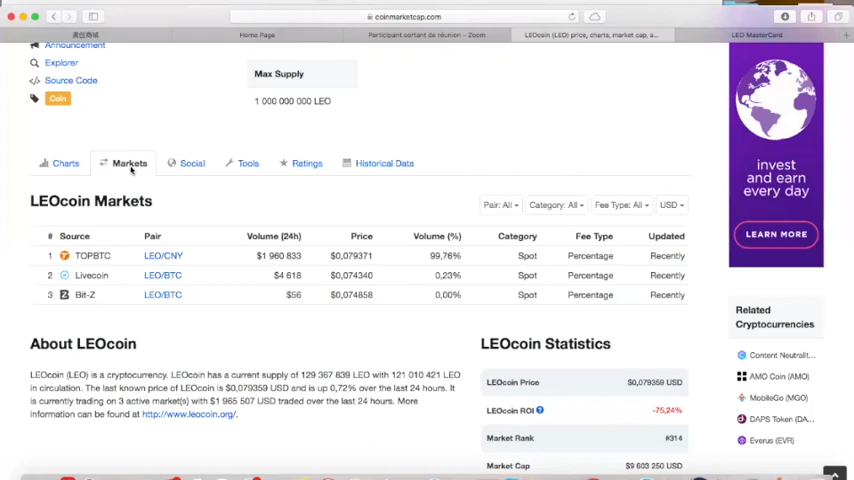 coinmarketcap.com
Home Page
Participant sortant de réunion - Zoom
LEOcoin (LEO) price, charts, market cap, a...
LEO MasterCard
Announcement
Explorer
Source Code
Coin
Max Supply
1 000 000 000 LEO
Charts
Markets
Social
Tools
Ratings
Historical Data
LEOcoin Markets
Pair: All
Category: All
Fee Type: All
USD
# Source Pair Volume (24h) Price Volume (%) Category Fee Type Updated
1 TOPBTC LEO/CNY $1 960 833 $0,079371 99,76% Spot Percentage Recently
2 Livecoin LEO/BTC $4 618 $0,074340 0,23% Spot Percentage Recently
3 Bit-Z LEO/BTC $56 $0,074858 0,00% Spot Percentage Recently
About LEOcoin
LEOcoin (LEO) is a cryptocurrency. LEOcoin has a current supply of 129 367 839 LEO with 121 010 421 LEO
in circulation. The last known price of LEOcoin is $0,079359 USD and is up 0,72% over the last 24 hours. It
is currently trading on 3 active market(s) with $1 965 507 USD traded over the last 24 hours. More
information can be found at http://www.leocoin.org/.
LEOcoin Statistics
LEOcoin Price $0,079359 USD
LEOcoin ROI ? -75,24%
Market Rank #314
Market Cap $9 603 250 USD
invest
and earn
every day
LEARN MORE
Related
Cryptocurrencies
Content Neutralit...
AMO Coin (AMO)
MobileGo (MGO)
DAPS Token (DA...
Everus (EVR)